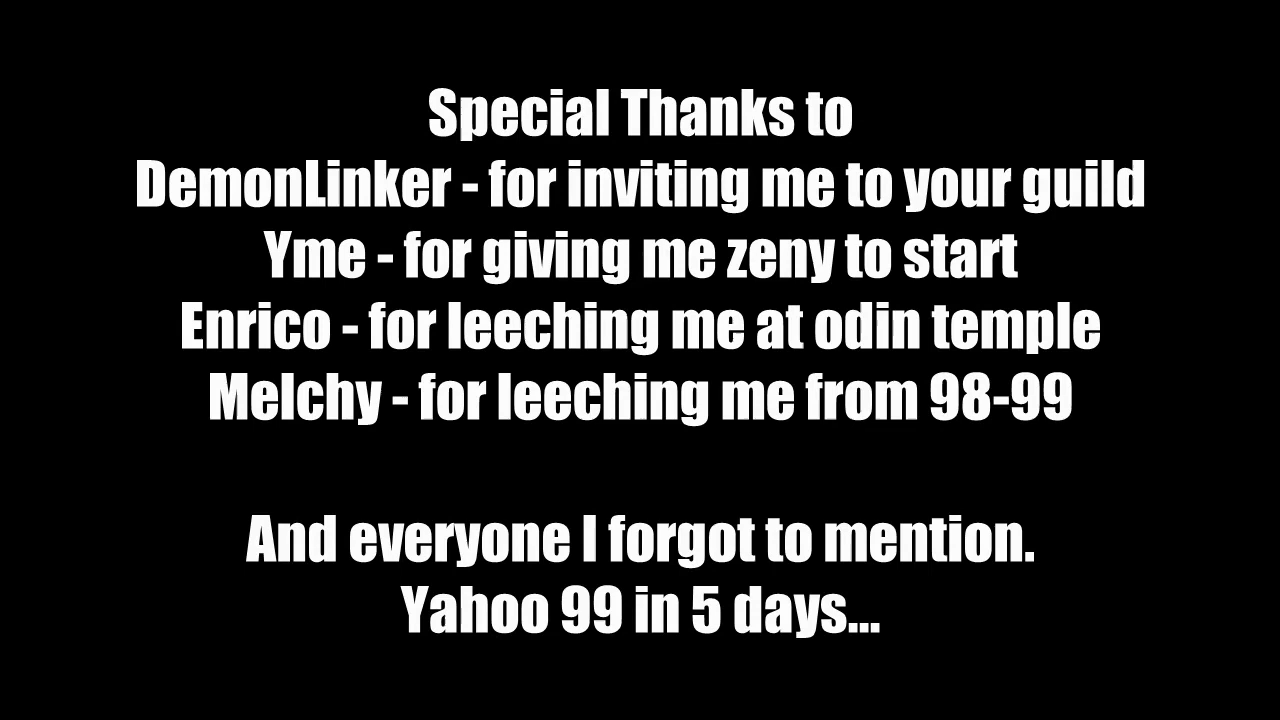 Special Thanks to
DemonLinker - for inviting me to your guild
Yme - for giving me zeny to start
Enrico - for leeching me at odin temple
Melchy - for leeching me from 98-99
And everyone I forgot to mention.
Yahoo 99 in 5 days...